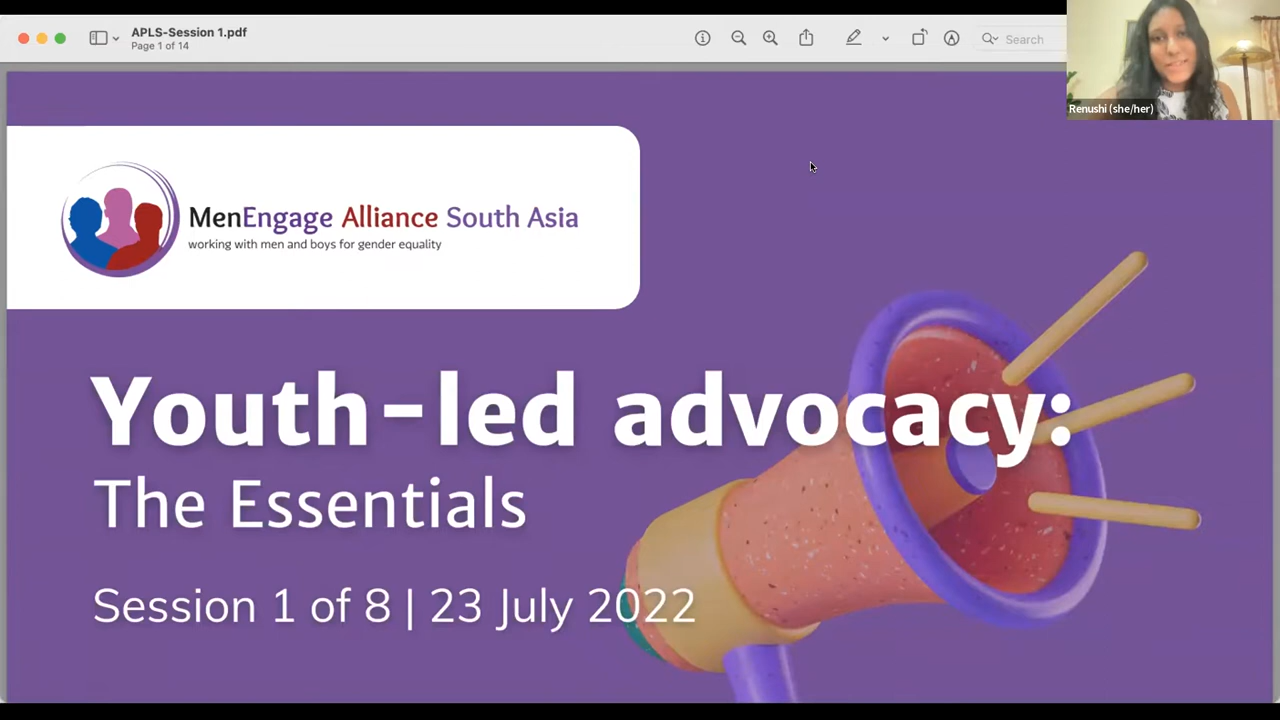 APLS-Session 1.pdf
Page 1 of 14
Search
Renushi (she/her)
MenEngage Alliance South Asia
working with men and boys for gender equality
Youth-led advocacy:
The Essentials
Session 1 of 8 | 23 July 2022